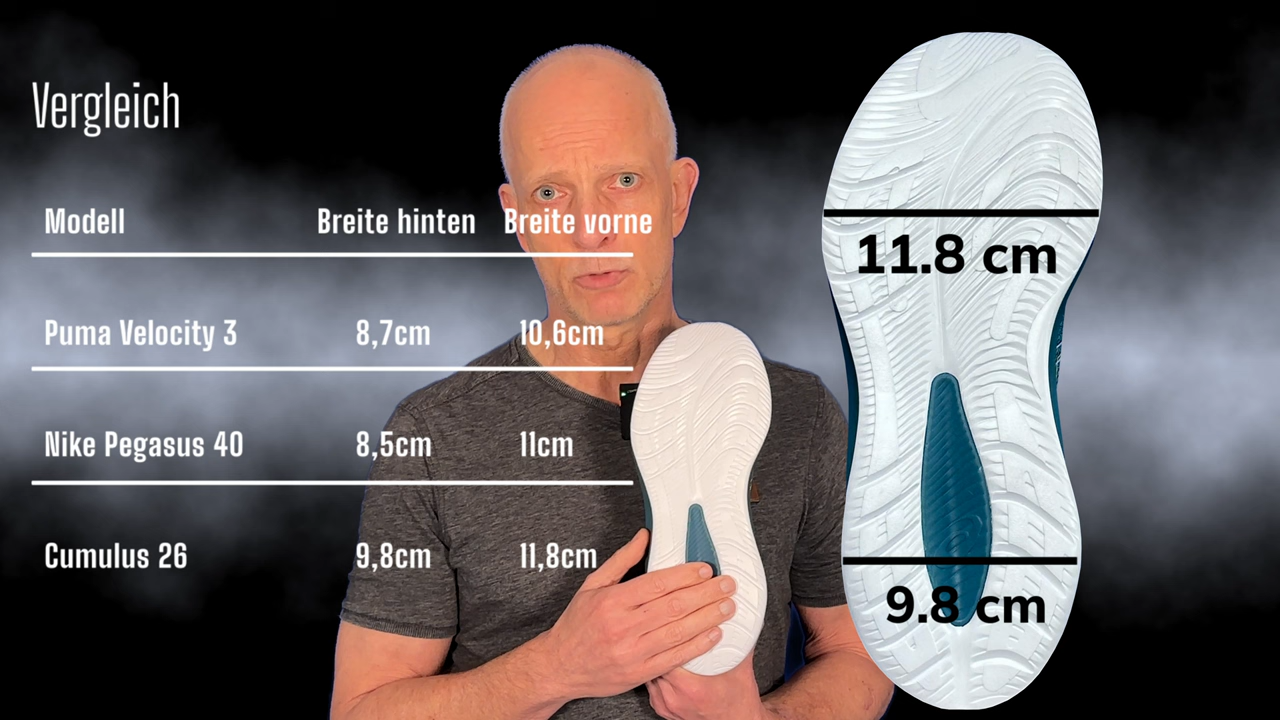 Vergleich
Modell Breite hinten Breite vorne
Puma Velocity 3 8,7cm 10,6cm
Nike Pegasus 40 8,5cm 11cm
Cumulus 26 9,8cm 11,8cm
11.8 cm
9.8 cm